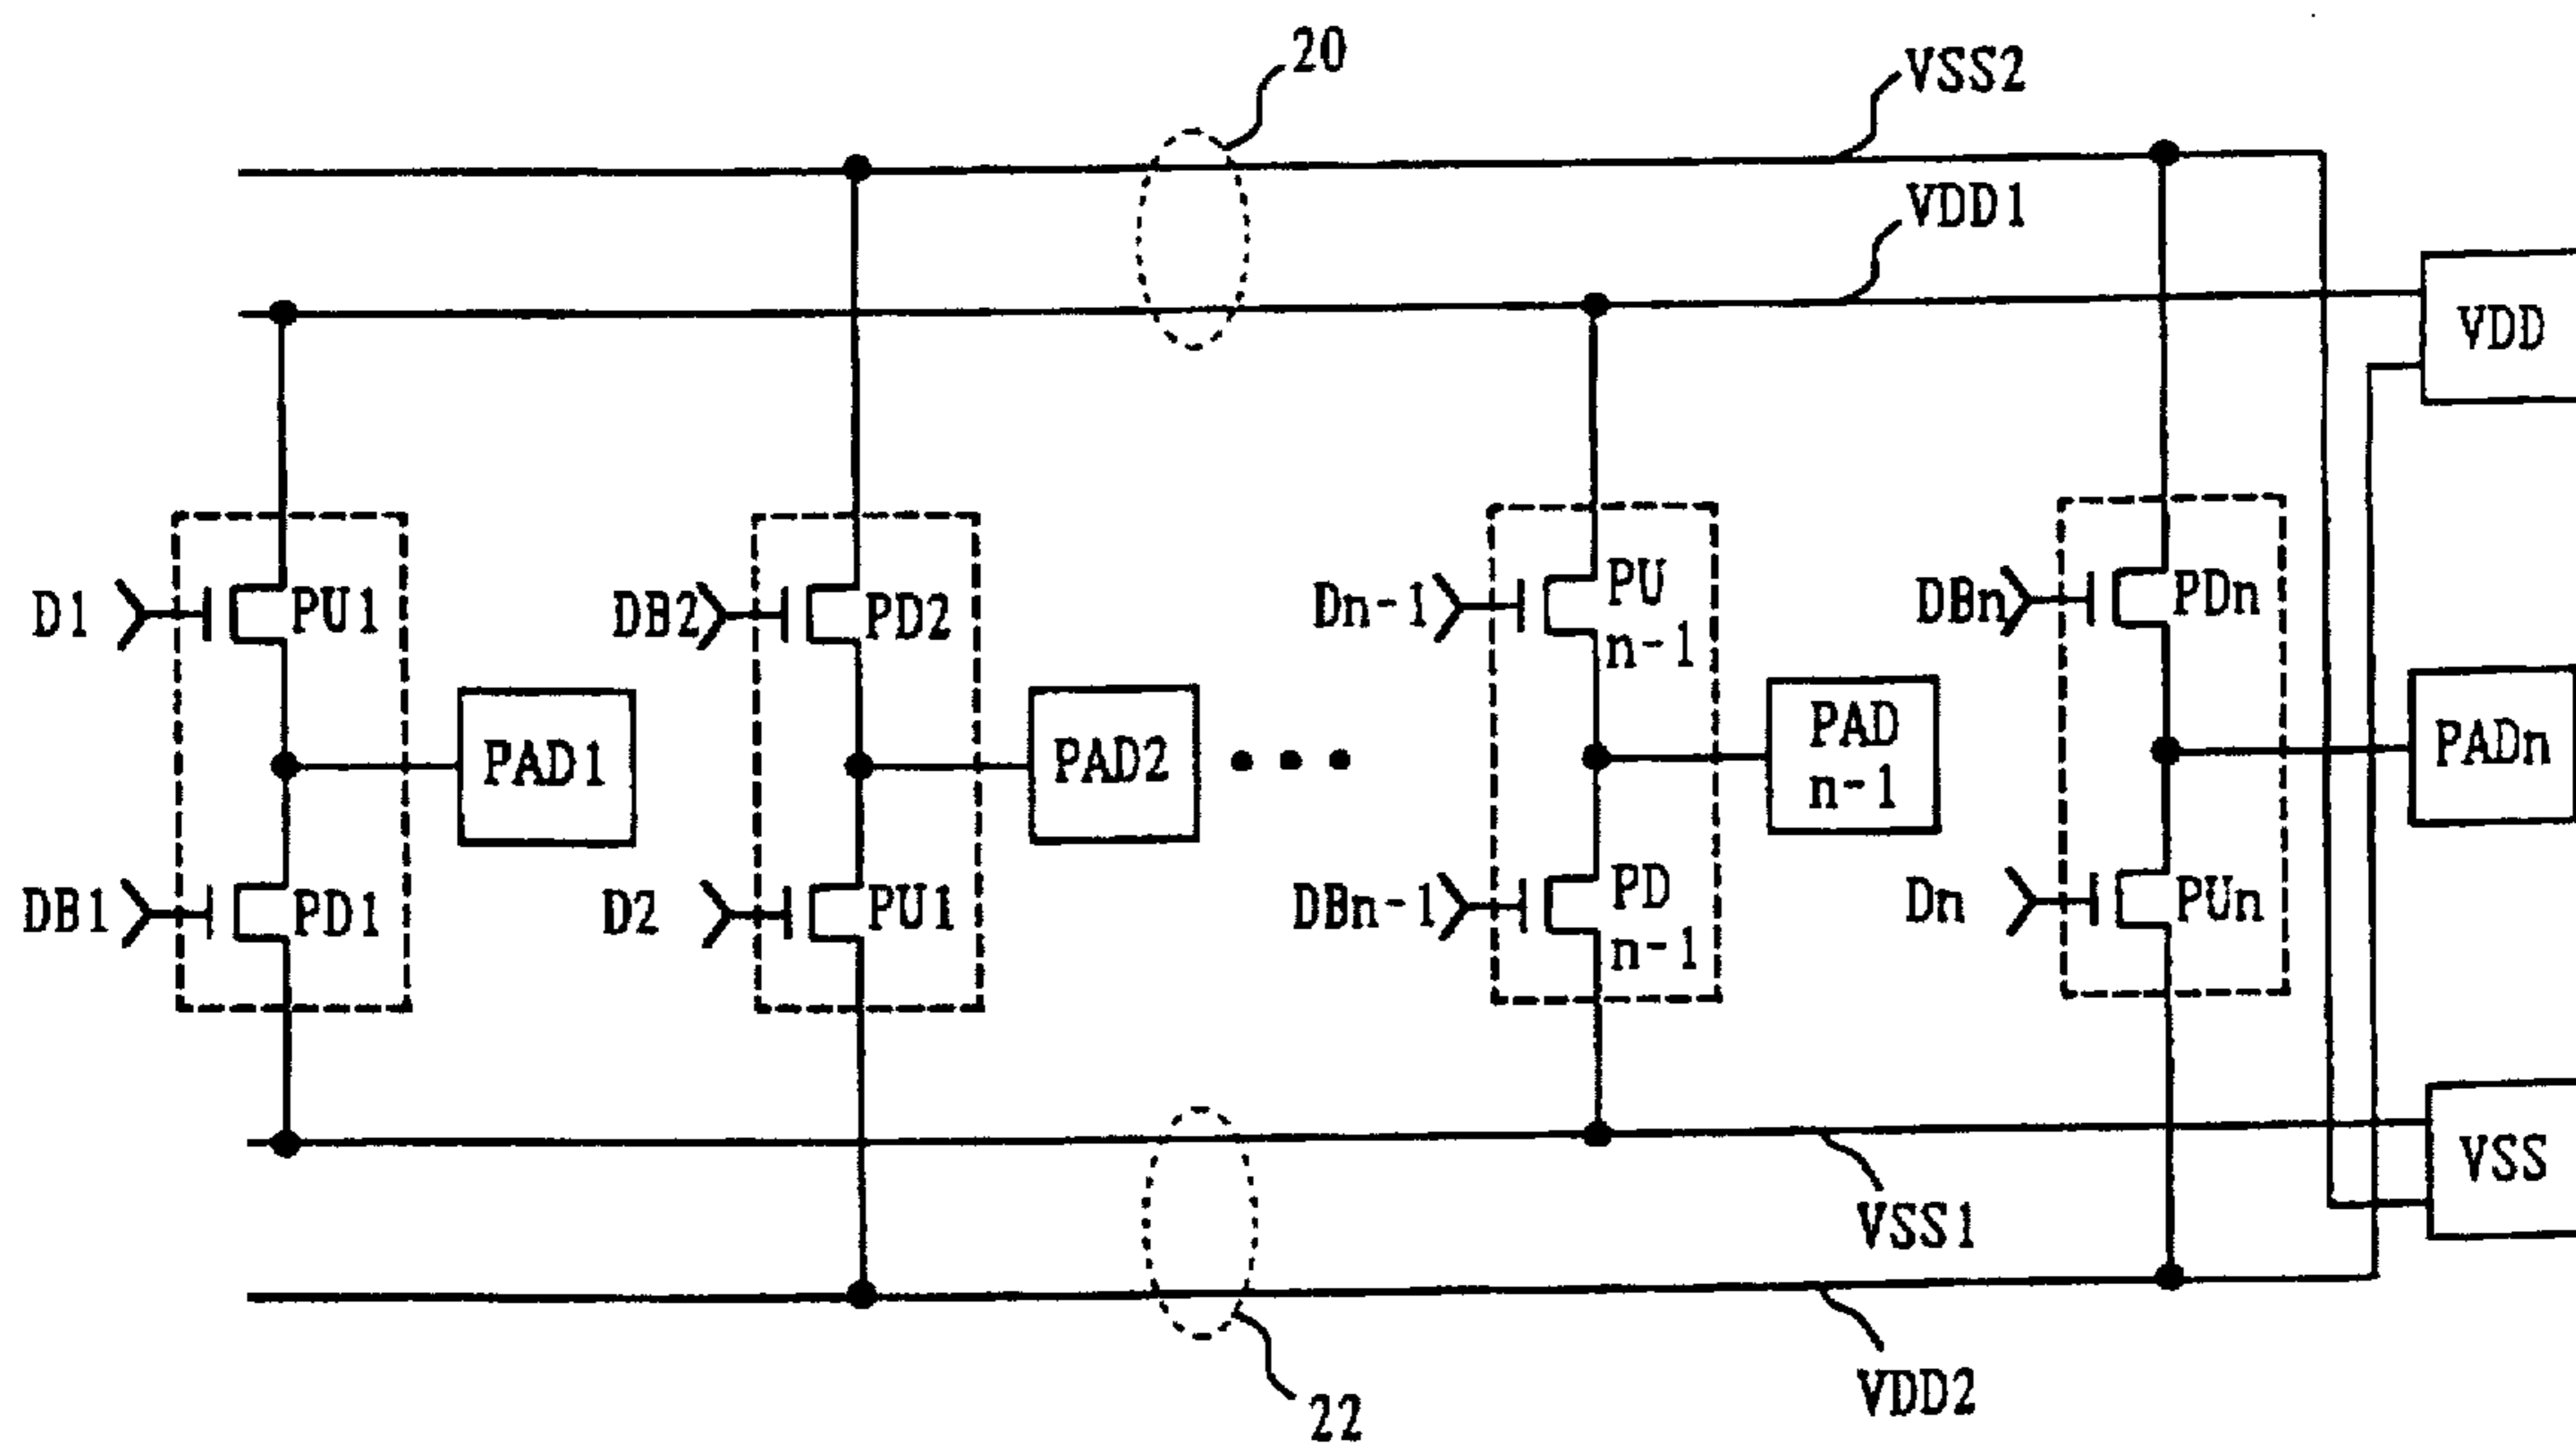 20
VSS2
VDD1
VDD
D1
PU1
DB2
PD2
Dn-1
PU
n-1
DBn
PDn
PAD1
PAD2
PAD
n-1
PADn
DB1
PD1
D2
PU1
DBn-1
PD
n-1
Dn
PUn
VSS
VSS1
VDD2
22